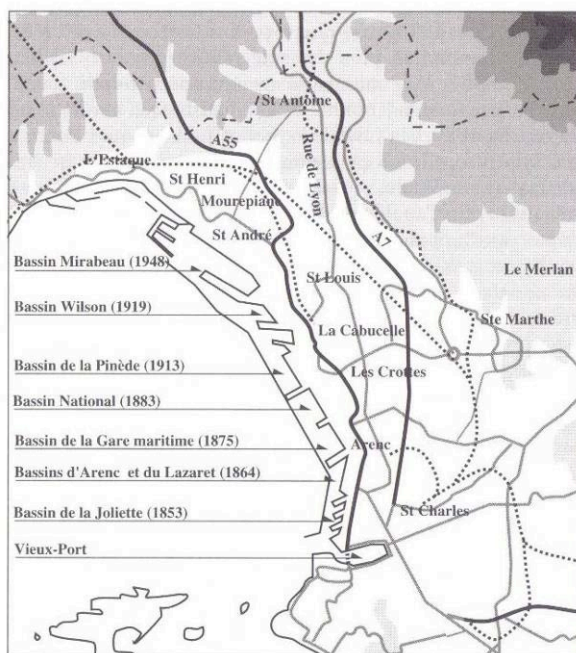 St Antoine
A55
Rue de Lyon
L'Estaque
St Henri
Mourepiane
St André
A7
Bassin Mirabeau (1948)
St Louis
Le Merlan
Bassin Wilson (1919)
Ste Marthe
La Cabucelle
Bassin de la Pinède (1913)
Les Crottes
Bassin National (1883)
Bassin de la Gare maritime (1875)
Arenc
Bassins d'Arenc et du Lazaret (1864)
Bassin de la Joliette (1853)
St Charles
Vieux-Port